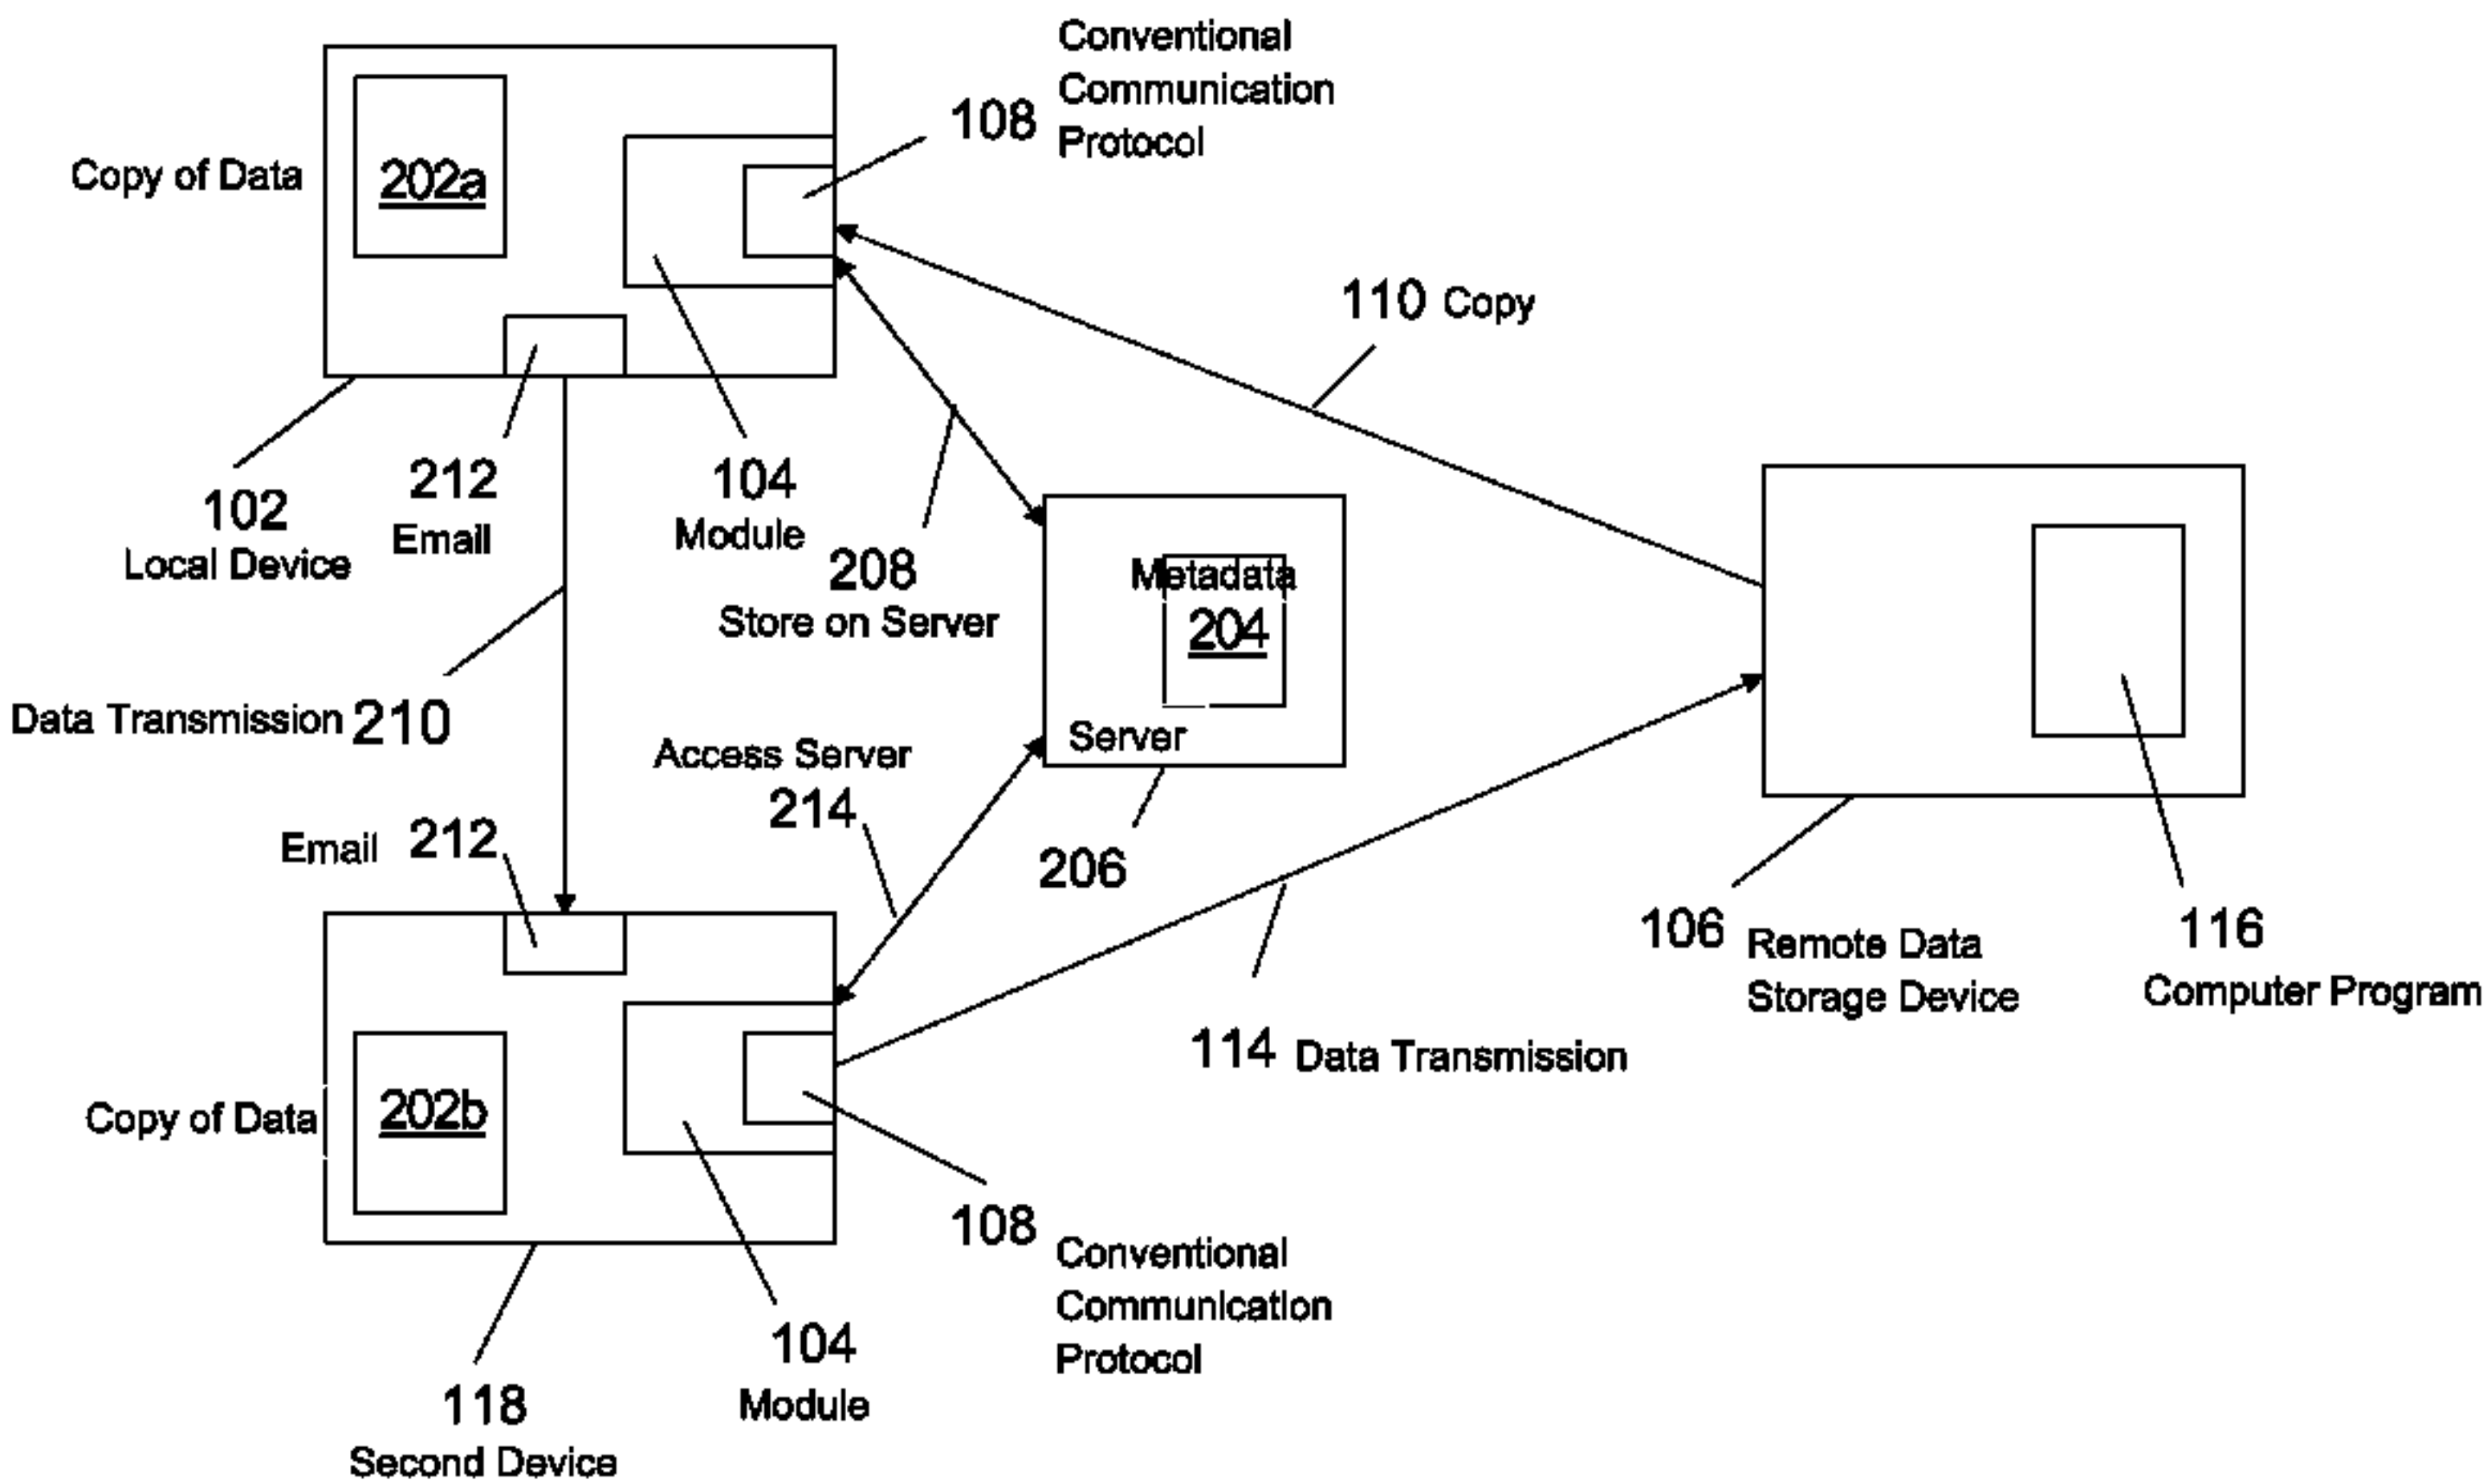 Conventional
Communication
108 Protocol
Copy of Data 202a
110 Copy
212 104
Email Module
102
Local Device
208
Store on Server
Metadata
204
Server
Data Transmission 210
Access Server
214
Email 212
206
106 Remote Data
Storage Device
116
Computer Program
114 Data Transmission
Copy of Data 202b
108 Conventional
Communication
Protocol
104
Module
118
Second Device